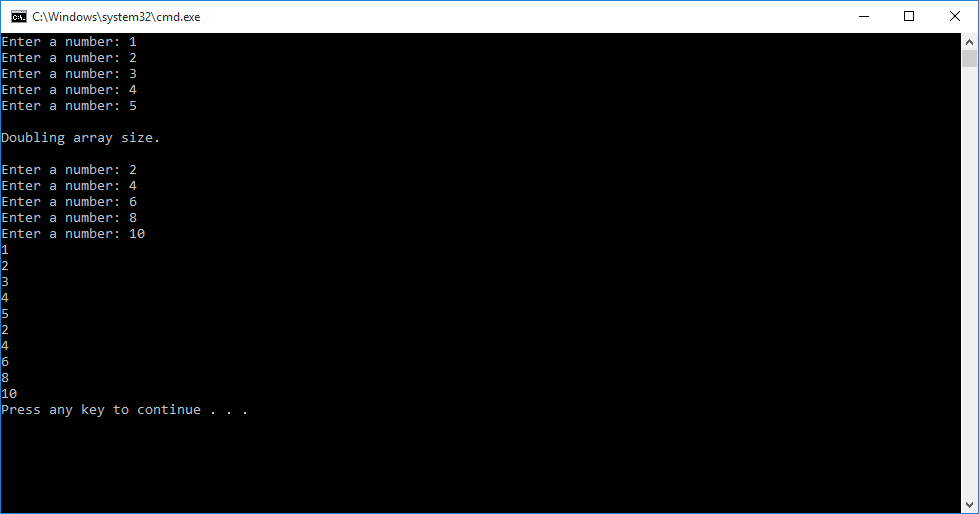 C:\Windows\system32\cmd.exe
Enter a number: 1
Enter a number: 2
Enter a number: 3
Enter a number: 4
Enter a number: 5

Doubling array size.

Enter a number: 2
Enter a number: 4
Enter a number: 6
Enter a number: 8
Enter a number: 10
1
2
3
4
5
2
4
6
8
10
Press any key to continue . . .